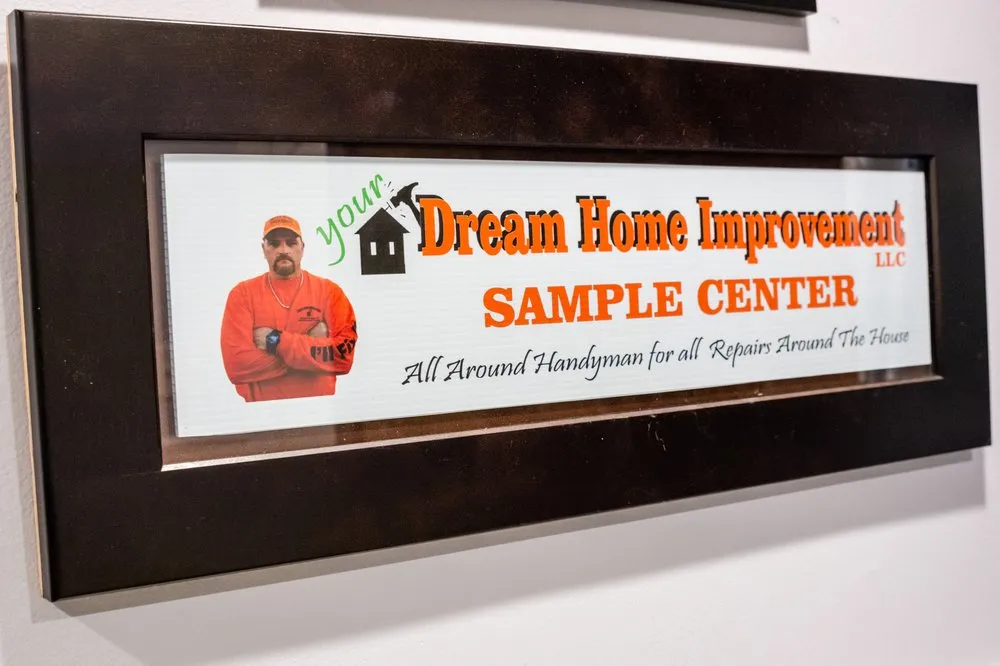 your Dream Home Improvement
LLC
SAMPLE CENTER
All Around Handyman for all Repairs Around The House